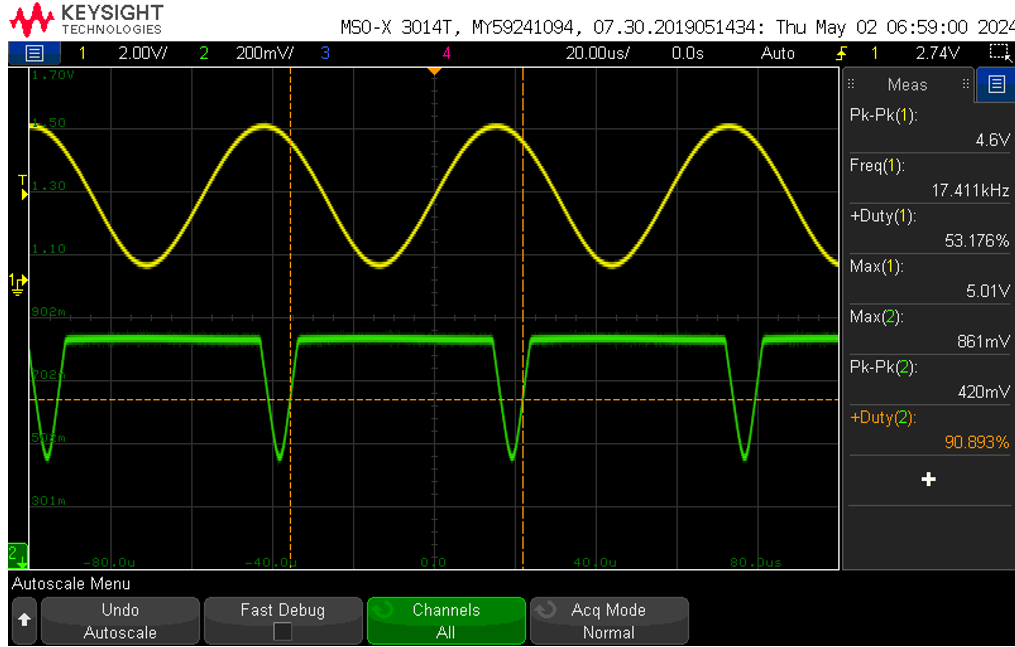 KEYSIGHT
TECHNOLOGIES
MSO-X 3014T, MY59241094, 07.30.2019051434: Thu May 02 06:59:00 2024
1 2.00V/ 2 200mV/ 3 4 20.00us/ 0.0s Auto 1 2.74V
1.70V
1.50
1.30
1.10
902m
702m
502m
301m
-80.0u -40.0u 0.0 40.0u 80.0us
T
1
2
Meas
Pk-Pk(1):
4.6V
Freq(1):
17.411kHz
+Duty(1):
53.176%
Max(1):
5.01V
Max(2):
861mV
Pk-Pk(2):
420mV
+Duty(2):
90.893%
Autoscale Menu
Undo
Autoscale
Fast Debug
Channels
All
Acq Mode
Normal